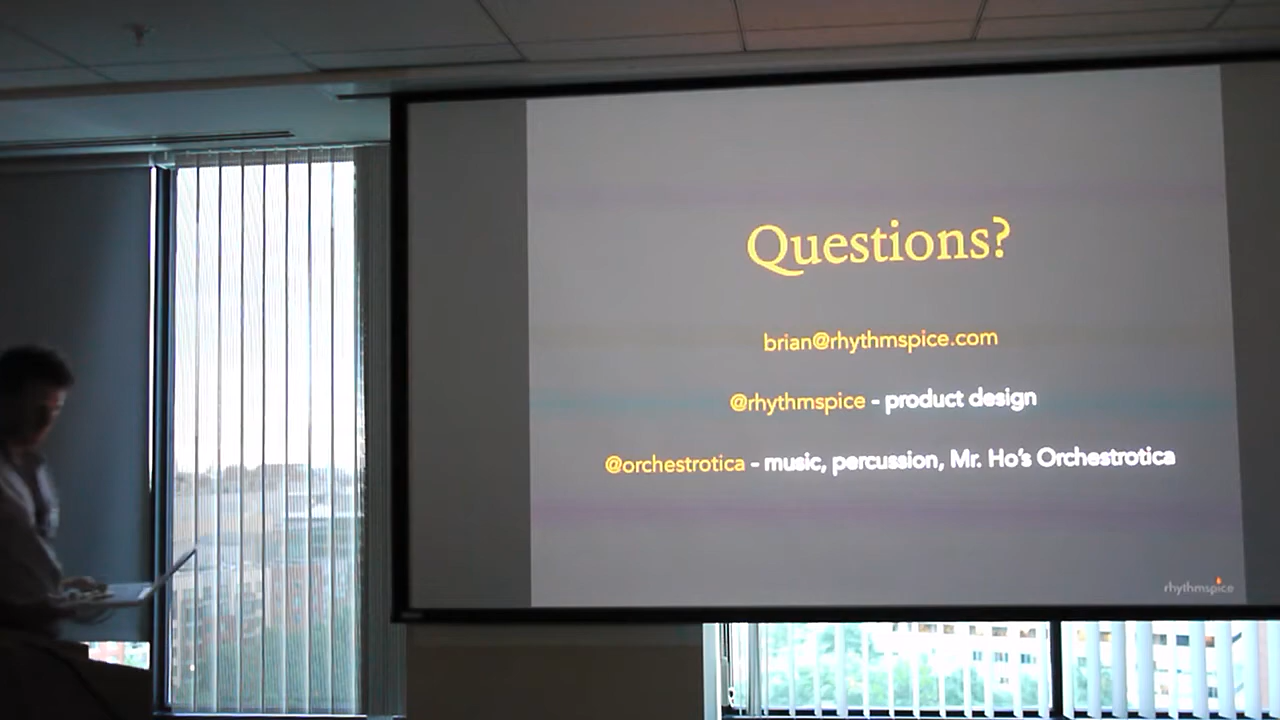 Questions?
brian@rhythmspice.com
@rhythmspice - product design
@orchestrotica - music, percussion, Mr. Ho's Orchestrotica
rhythmspice